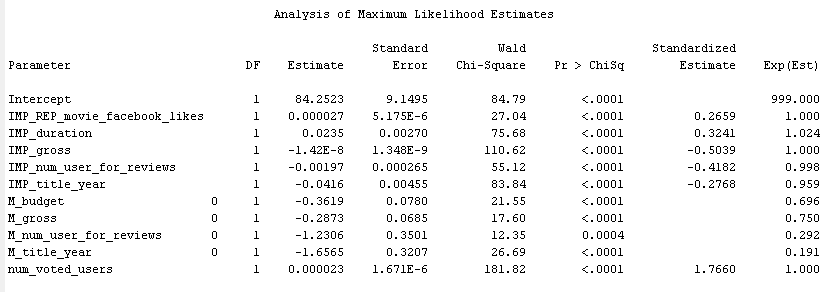 Analysis of Maximum Likelihood Estimates
Standard Wald Standardized
Parameter DF Estimate Error Chi-Square Pr > ChiSq Estimate Exp(Est)
Intercept 1 84.2523 9.1495 84.79 <.0001 999.000
IMP_REP_movie_facebook_likes 1 0.000027 5.175E-6 27.04 <.0001 0.2659 1.000
IMP_duration 1 0.0235 0.00270 75.68 <.0001 0.3241 1.024
IMP_gross 1 -1.42E-8 1.348E-9 110.62 <.0001 -0.5039 1.000
IMP_num_user_for_reviews 1 -0.00197 0.000265 55.12 <.0001 -0.4182 0.998
IMP_title_year 1 -0.0416 0.00455 83.84 <.0001 -0.2768 0.959
M_budget 0 1 -0.3619 0.0780 21.55 <.0001 0.696
M_gross 0 1 -0.2873 0.0685 17.60 <.0001 0.750
M_num_user_for_reviews 0 1 -1.2306 0.3501 12.35 0.0004 0.292
M_title_year 0 1 -1.6565 0.3207 26.69 <.0001 0.191
num_voted_users 1 0.000023 1.671E-6 181.82 <.0001 1.7660 1.000